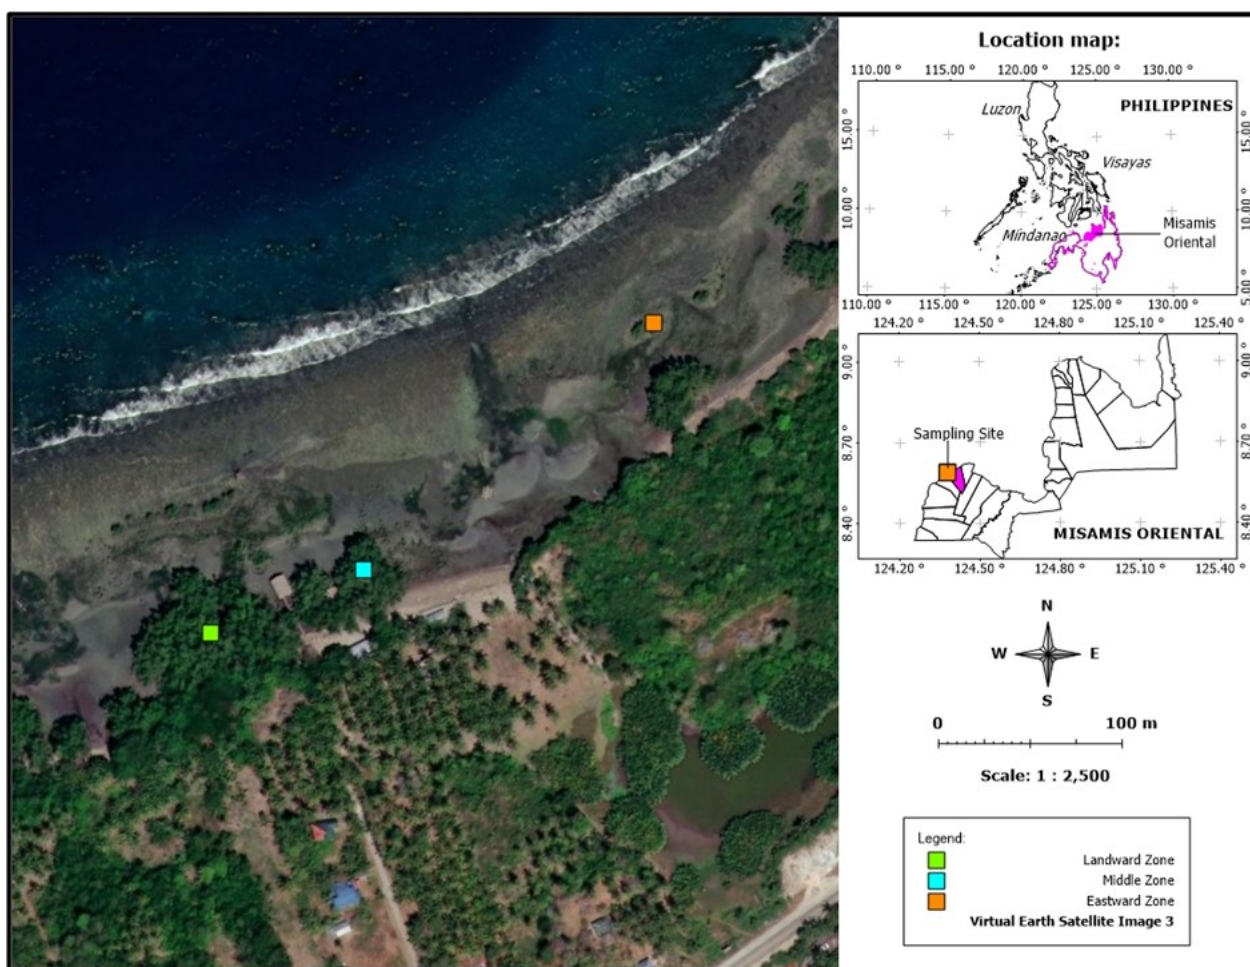 Location map:
110.00 ° 115.00 ° 120.00 ° 125.00 ° 130.00 °
Luzon
PHILIPPINES
Visayas
Mindanao
Misamis
Oriental
15.00 °
10.00 °
15.00 °
10.00 °
5.00 °
110.00 ° 115.00 ° 120.00 ° 125.00 ° 130.00 °
124.20 ° 124.50 ° 124.80 ° 125.10 ° 125.40 °
9.00 °
8.70 °
8.40 °
9.00 °
8.70 °
8.40 °
Sampling Site
MISAMIS ORIENTAL
124.20 ° 124.50 ° 124.80 ° 125.10 ° 125.40 °
N
W E
S
0 100 m
Scale: 1 : 2,500
Legend:
Landward Zone
Middle Zone
Eastward Zone
Virtual Earth Satellite Image 3